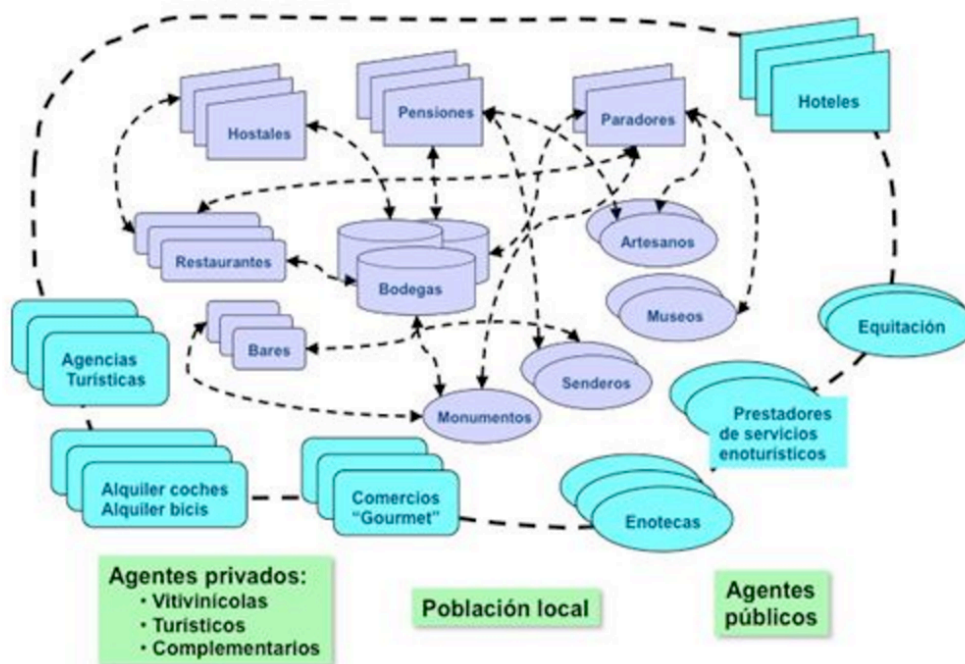 Hoteles
Hostales
Pensiones
Paradores
Restaurantes
Bodegas
Artesanos
Museos
Bares
Senderos
Monumentos
Equitación
Agencias
Turísticas
Prestadores
de servicios
enoturísticos
Alquiler coches
Alquiler bicis
Comercios
“Gourmet”
Enotecas
Agentes privados:
• Vitivinícolas
• Turísticos
• Complementarios
Población local
Agentes
públicos